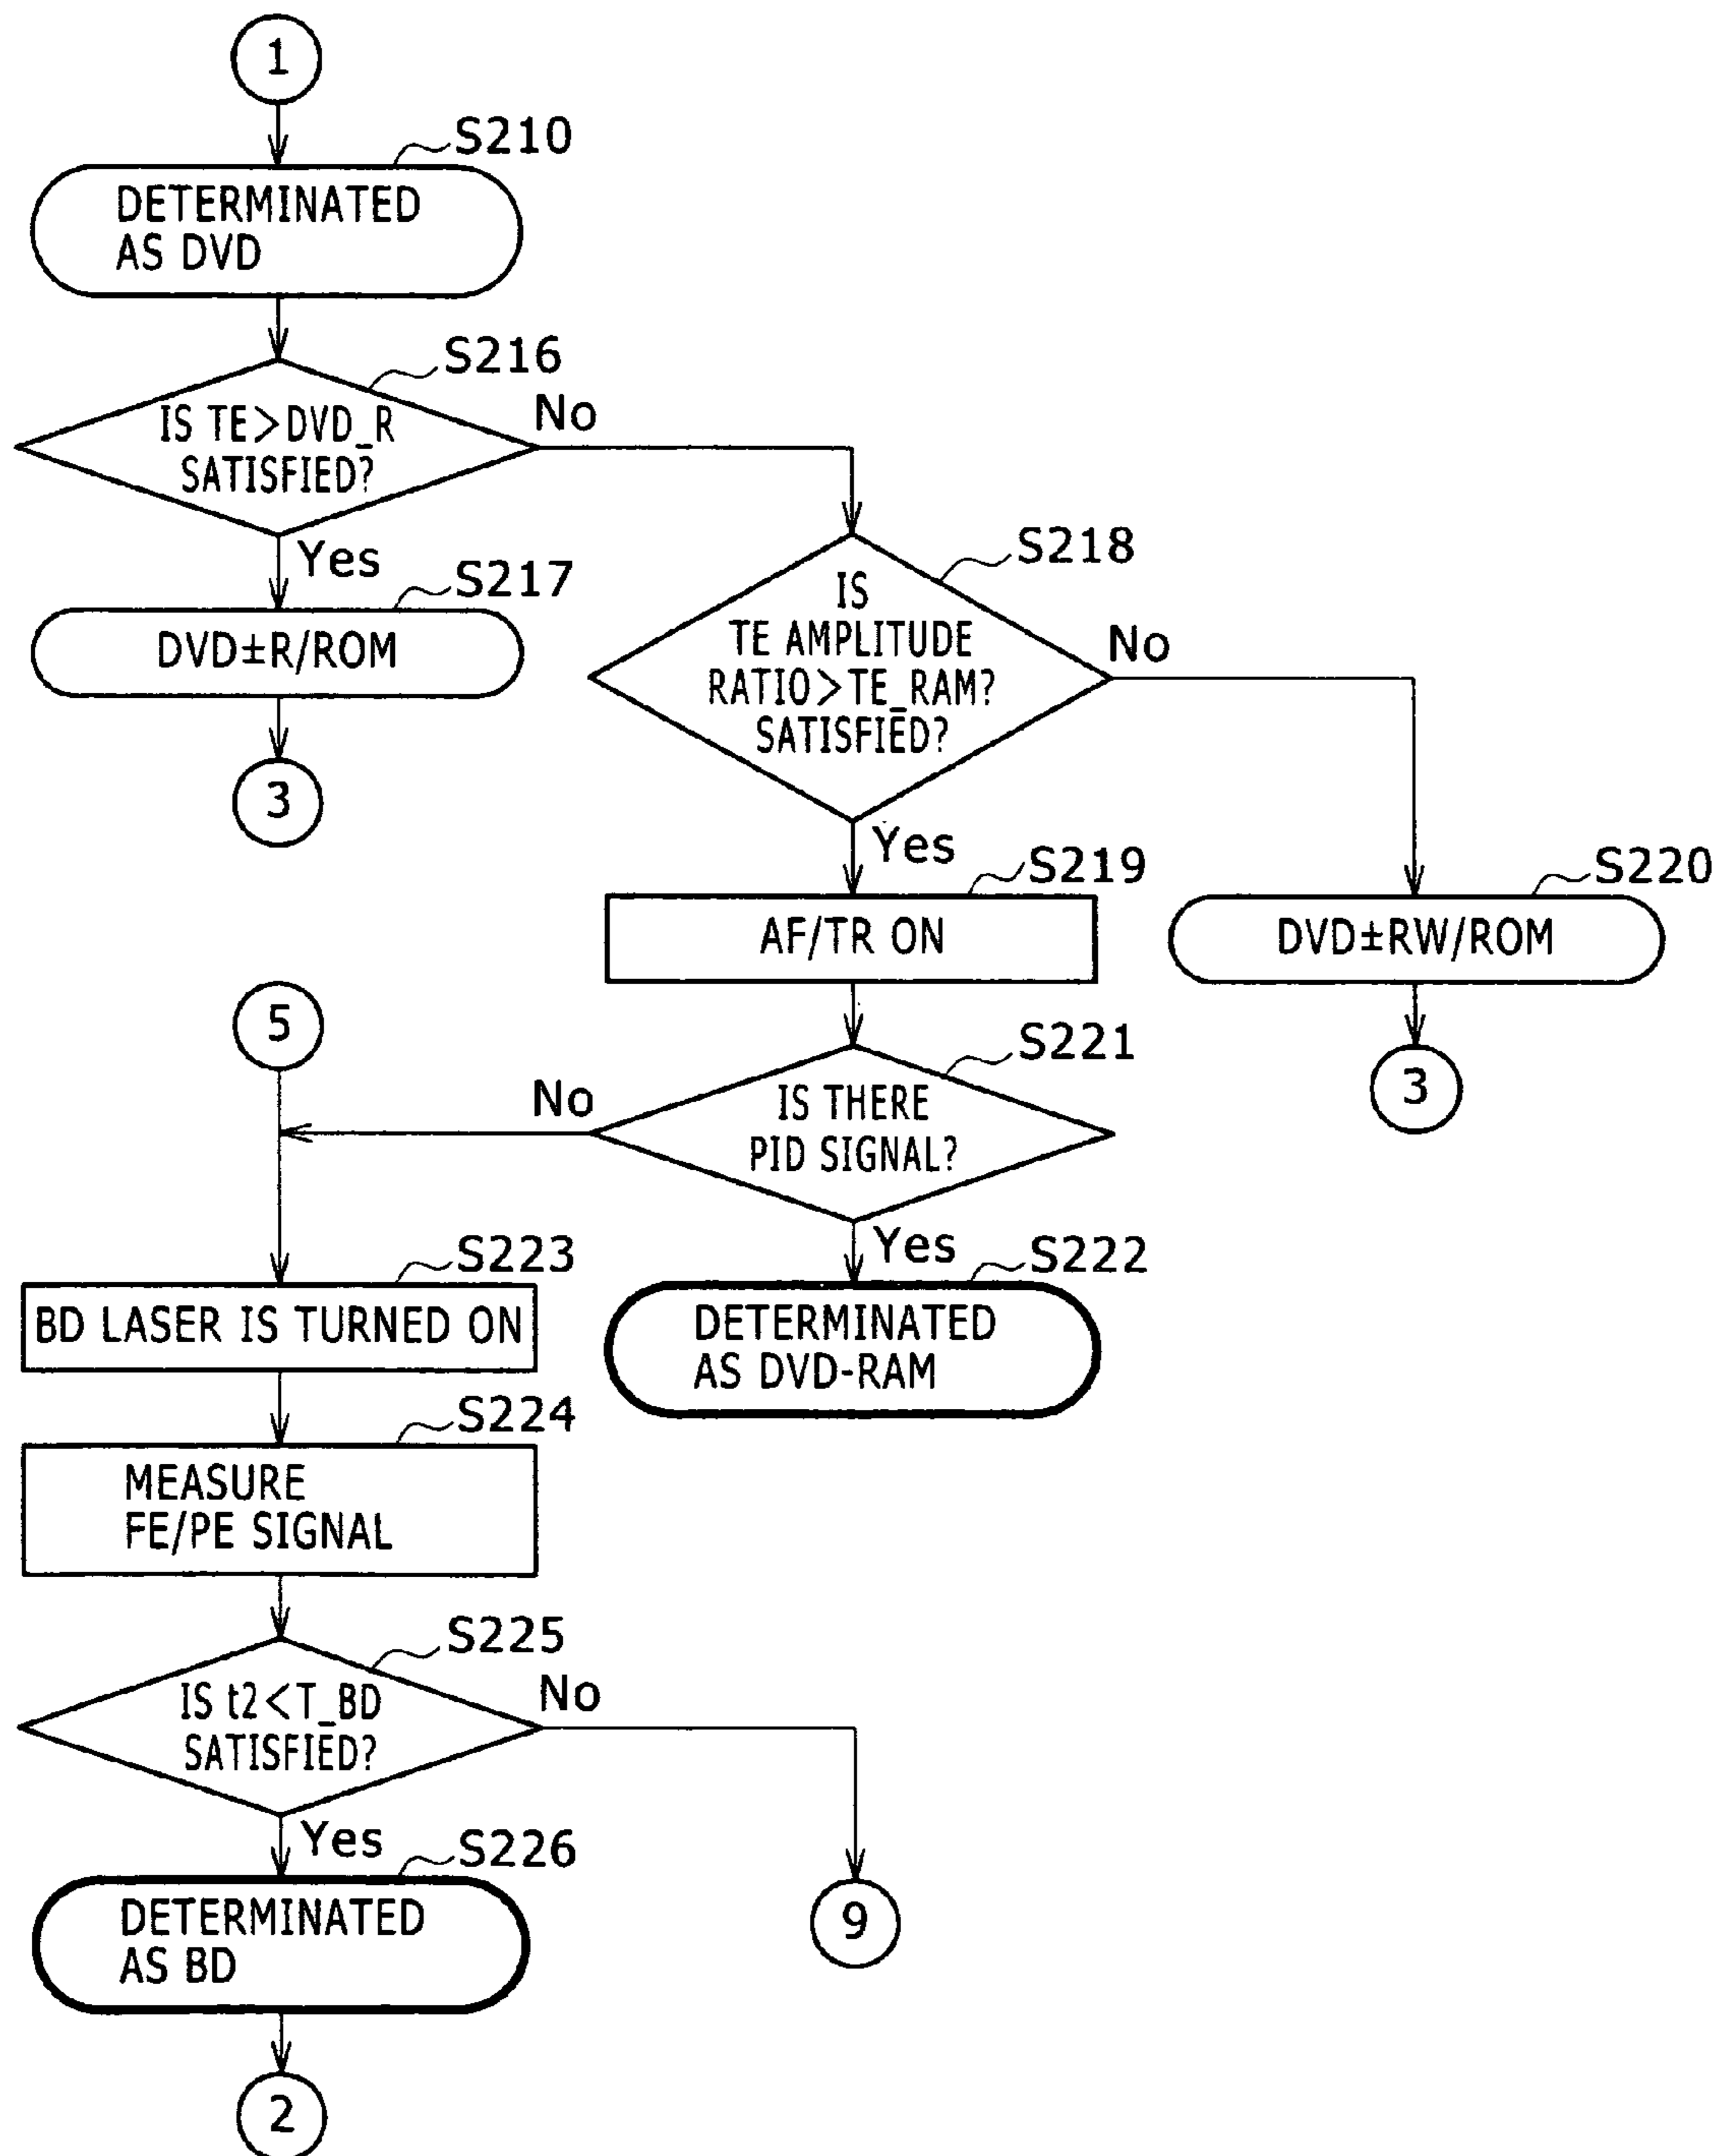 1
S210
DETERMINATED
AS DVD
S216
IS TE>DVD_R
SATISFIED?
No
Yes
S217
DVD±R/ROM
3
S218
IS
TE AMPLITUDE
RATIO>TE_RAM?
SATISFIED?
No
Yes
S219
AF/TR ON
S220
DVD±RW/ROM
3
5
S221
IS THERE
PID SIGNAL?
No
Yes
S222
DETERMINATED
AS DVD-RAM
S223
BD LASER IS TURNED ON
S224
MEASURE
FE/PE SIGNAL
S225
IS t2<T_BD
SATISFIED?
No
Yes
S226
DETERMINATED
AS BD
9
2